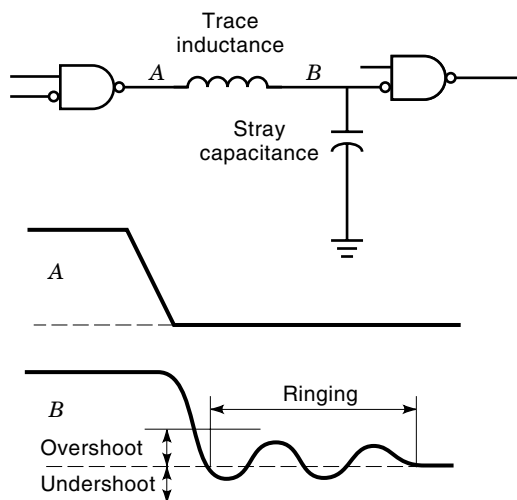 Trace
inductance
A
B
Stray
capacitance
A
B
Ringing
Overshoot
Undershoot